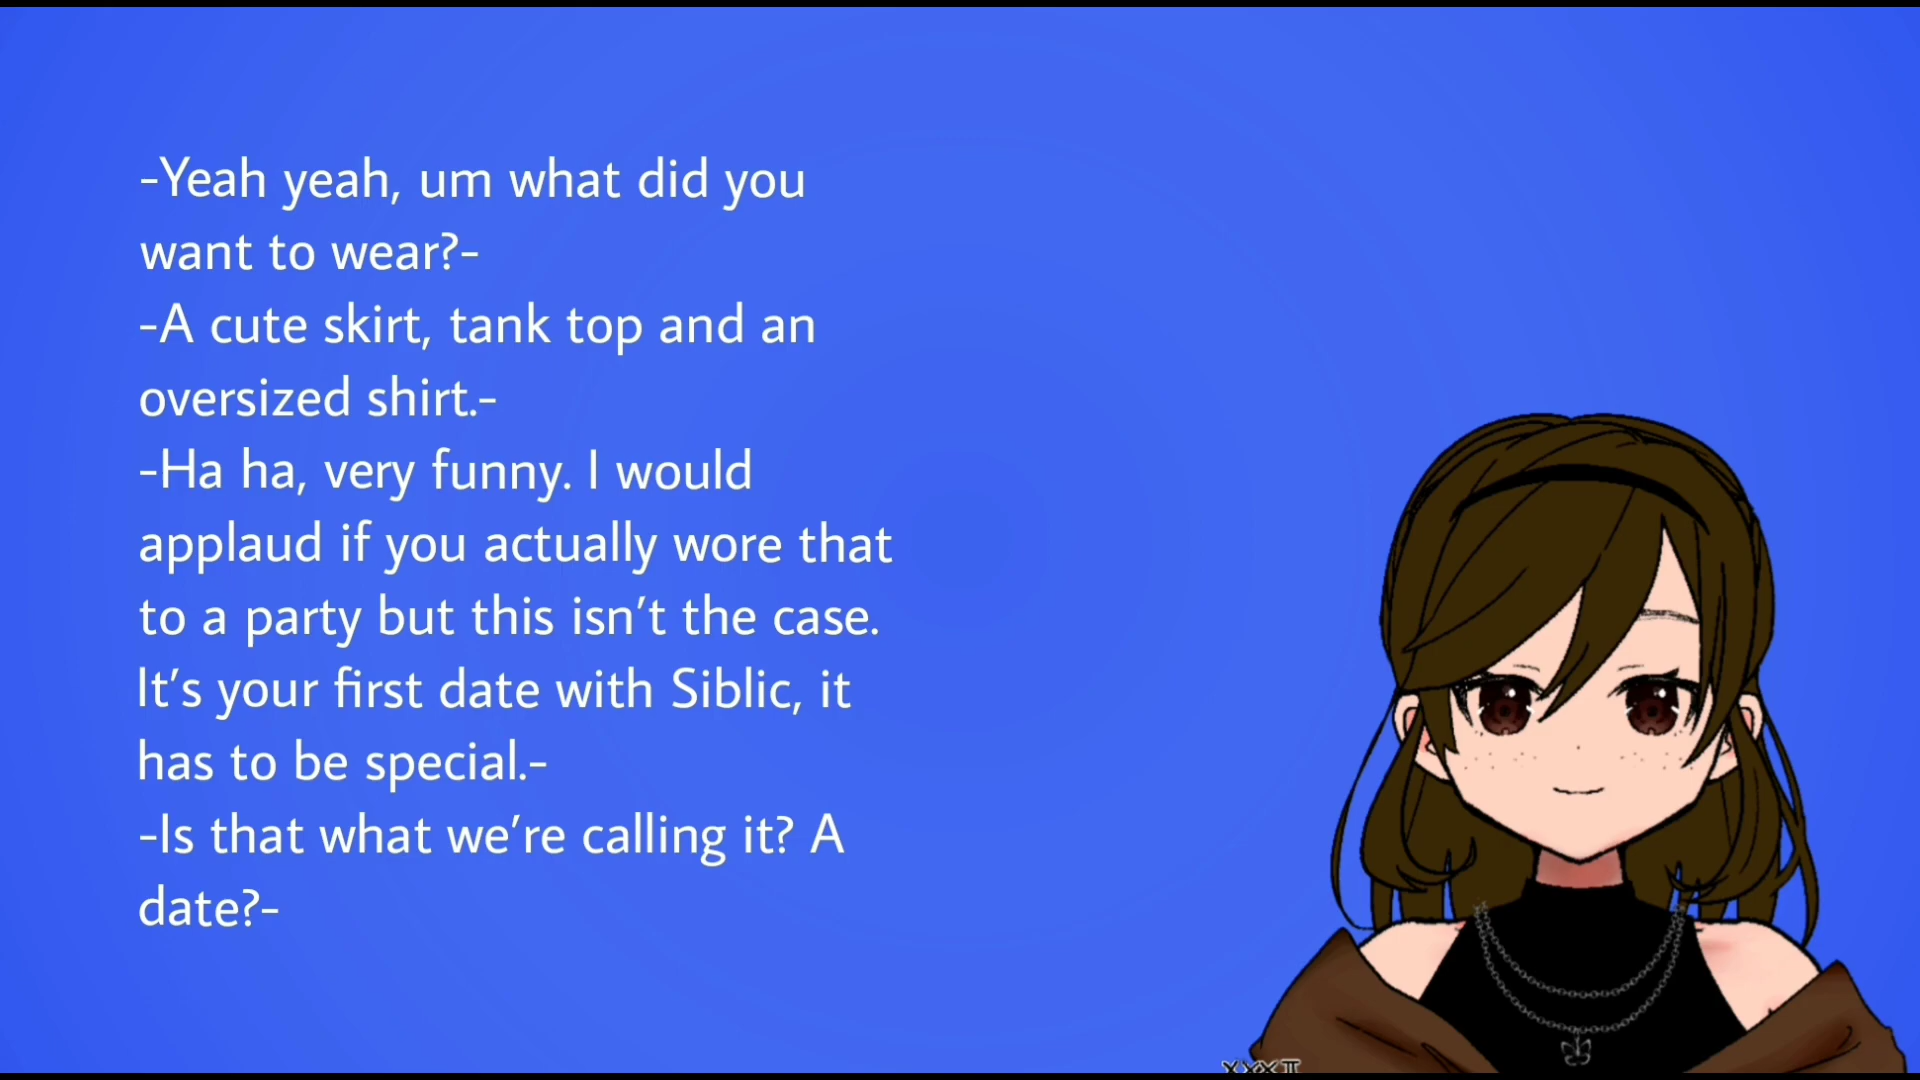 -Yeah yeah, um what did you
want to wear?-
-A cute skirt, tank top and an
oversized shirt.-
-Ha ha, very funny. I would
applaud if you actually wore that
to a party but this isn't the case.
It's your first date with Siblic, it
has to be special.-
-Is that what we're calling it? A
date?-